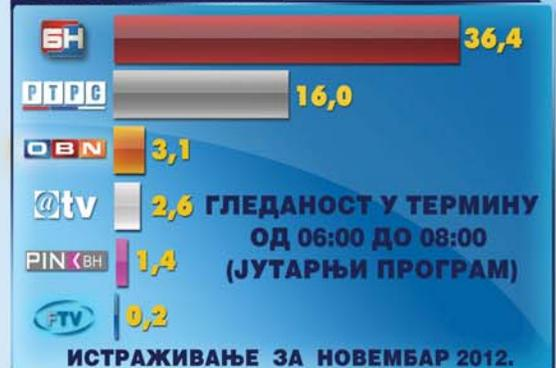 БН 36,4
РТРС 16,0
OBN 3,1
@tv 2,6
PINK BH 1,4
FTV 0,2
ГЛЕДАНОСТ У ТЕРМИНУ
ОД 06:00 ДО 08:00
(ЈУТАРЊИ ПРОГРАМ)
ИСТРАЖИВАЊЕ ЗА НОВЕМБАР 2012.